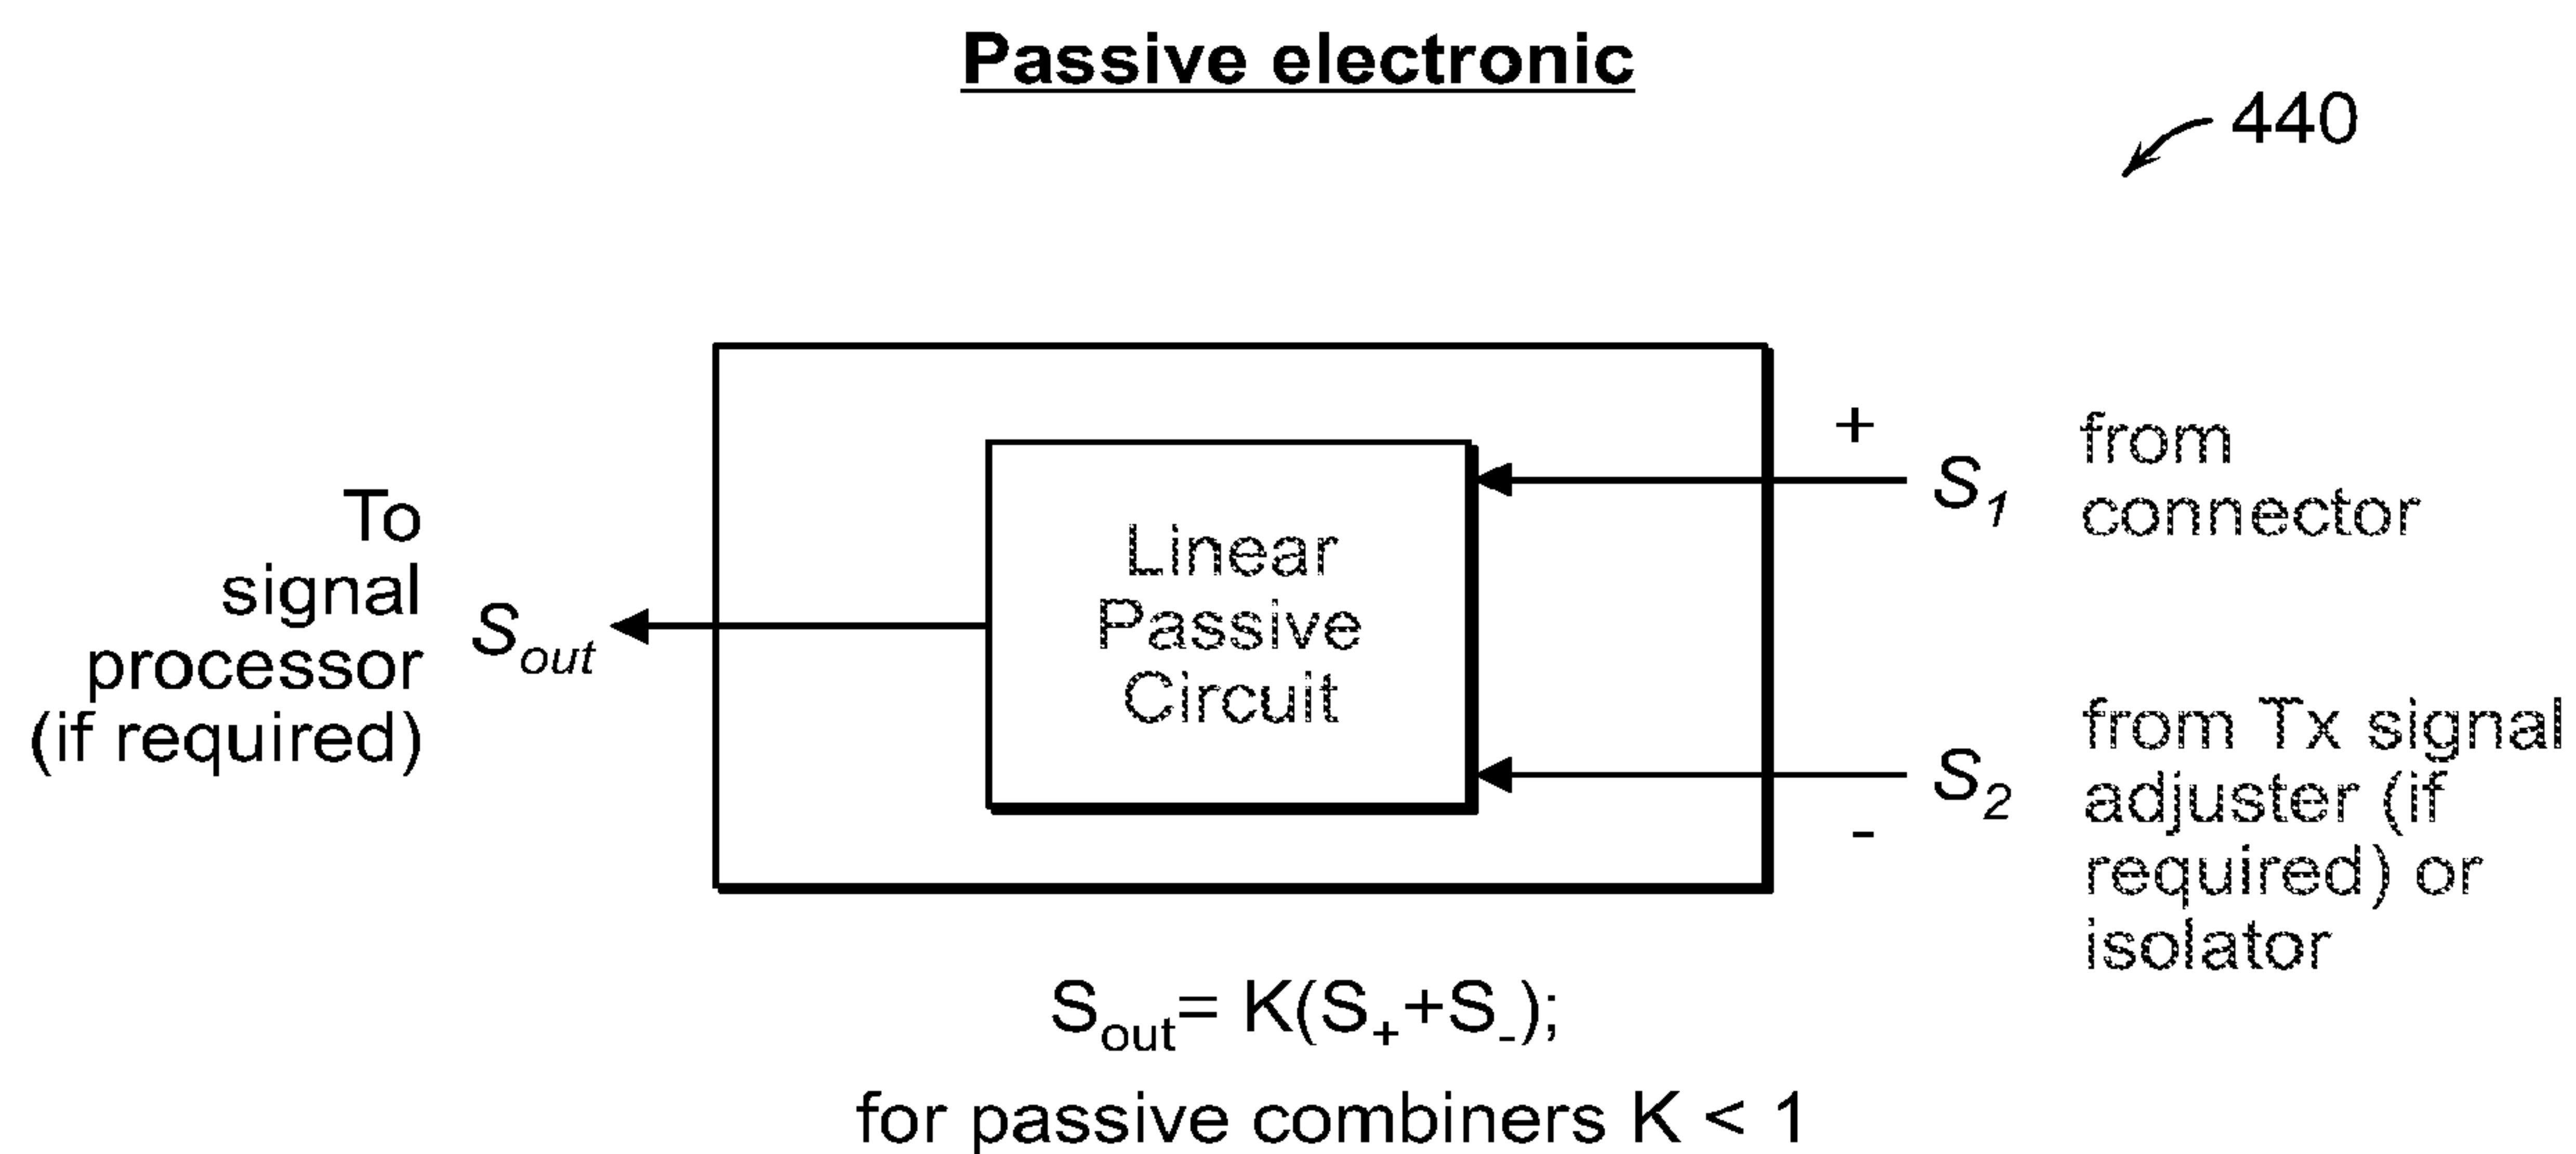 Passive electronic
440
To
signal
processor
(if required)
Sout
Linear
Passive
Circuit
+
S1
from
connector
S2
-
from Tx signal
adjuster (if
required) or
isolator
Sout= K(S++S-);
for passive combiners K < 1